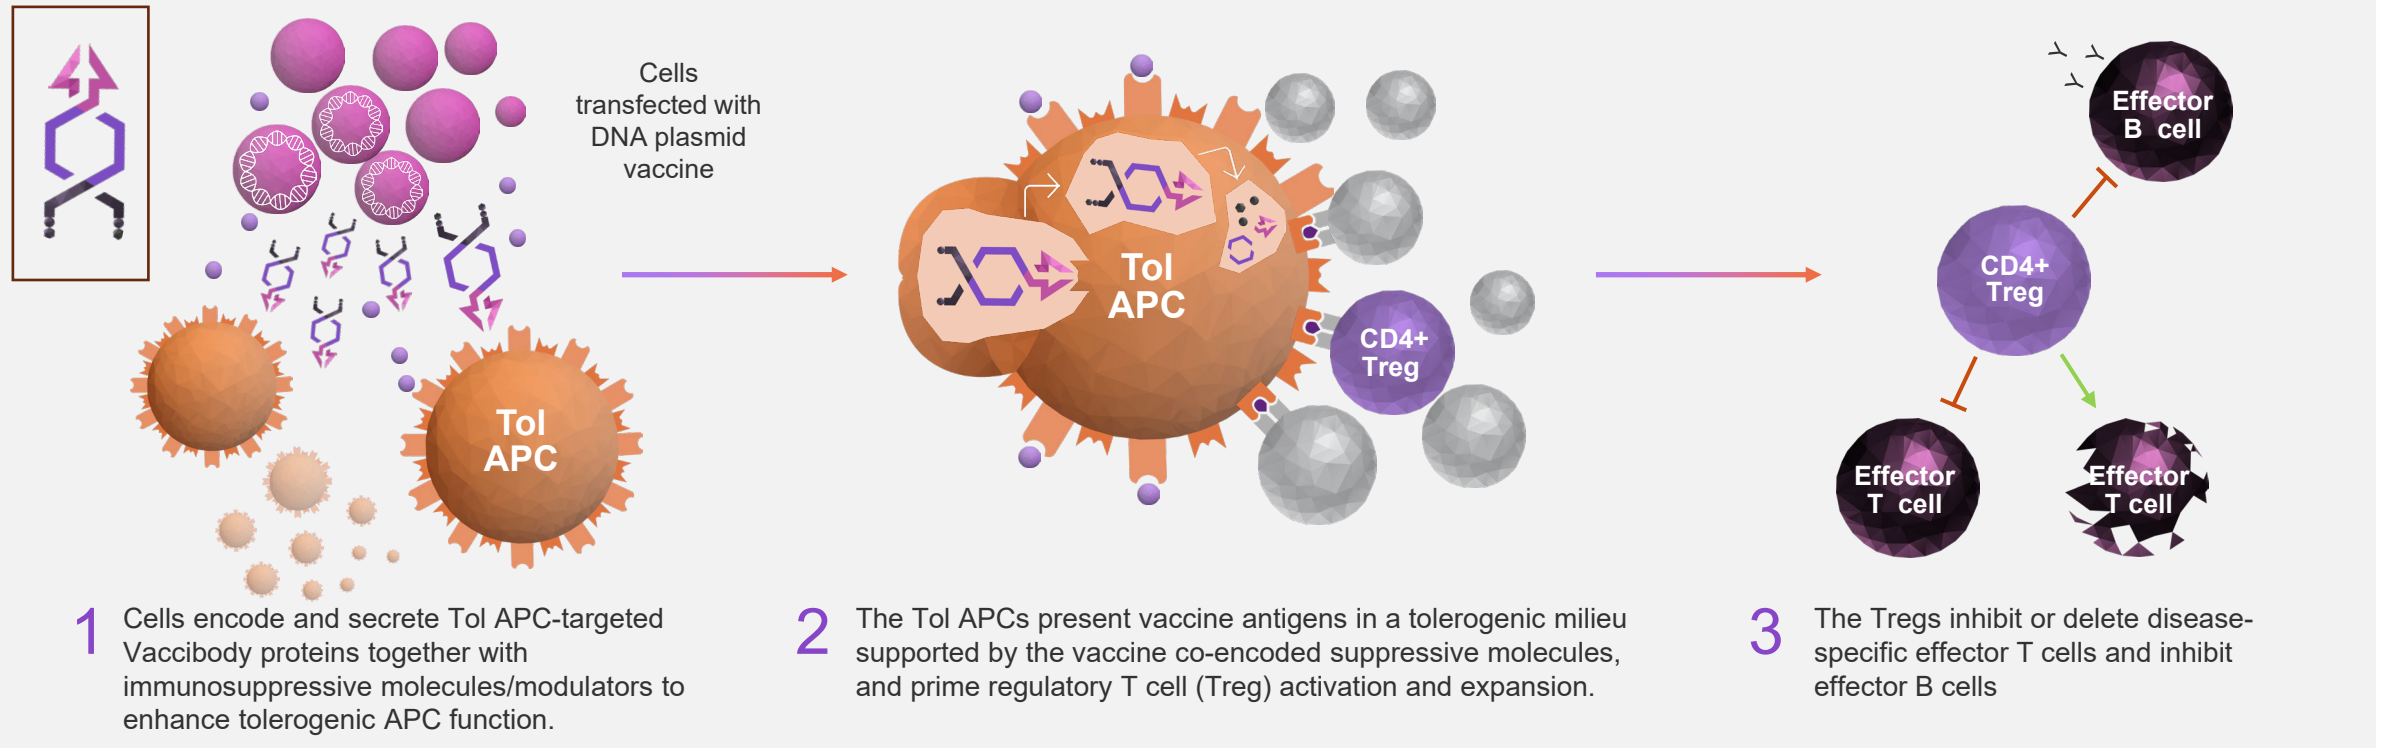 Cells
transfected with
DNA plasmid
vaccine
Tol
APC
Tol
APC
CD4+
Treg
Effector
B cell
CD4+
Treg
Effector
T cell
Effector
T cell
1
Cells encode and secrete Tol APC-targeted
Vaccibody proteins together with
immunosuppressive molecules/modulators to
enhance tolerogenic APC function.
2
The Tol APCs present vaccine antigens in a tolerogenic milieu
supported by the vaccine co-encoded suppressive molecules,
and prime regulatory T cell (Treg) activation and expansion.
3
The Tregs inhibit or delete disease-
specific effector T cells and inhibit
effector B cells